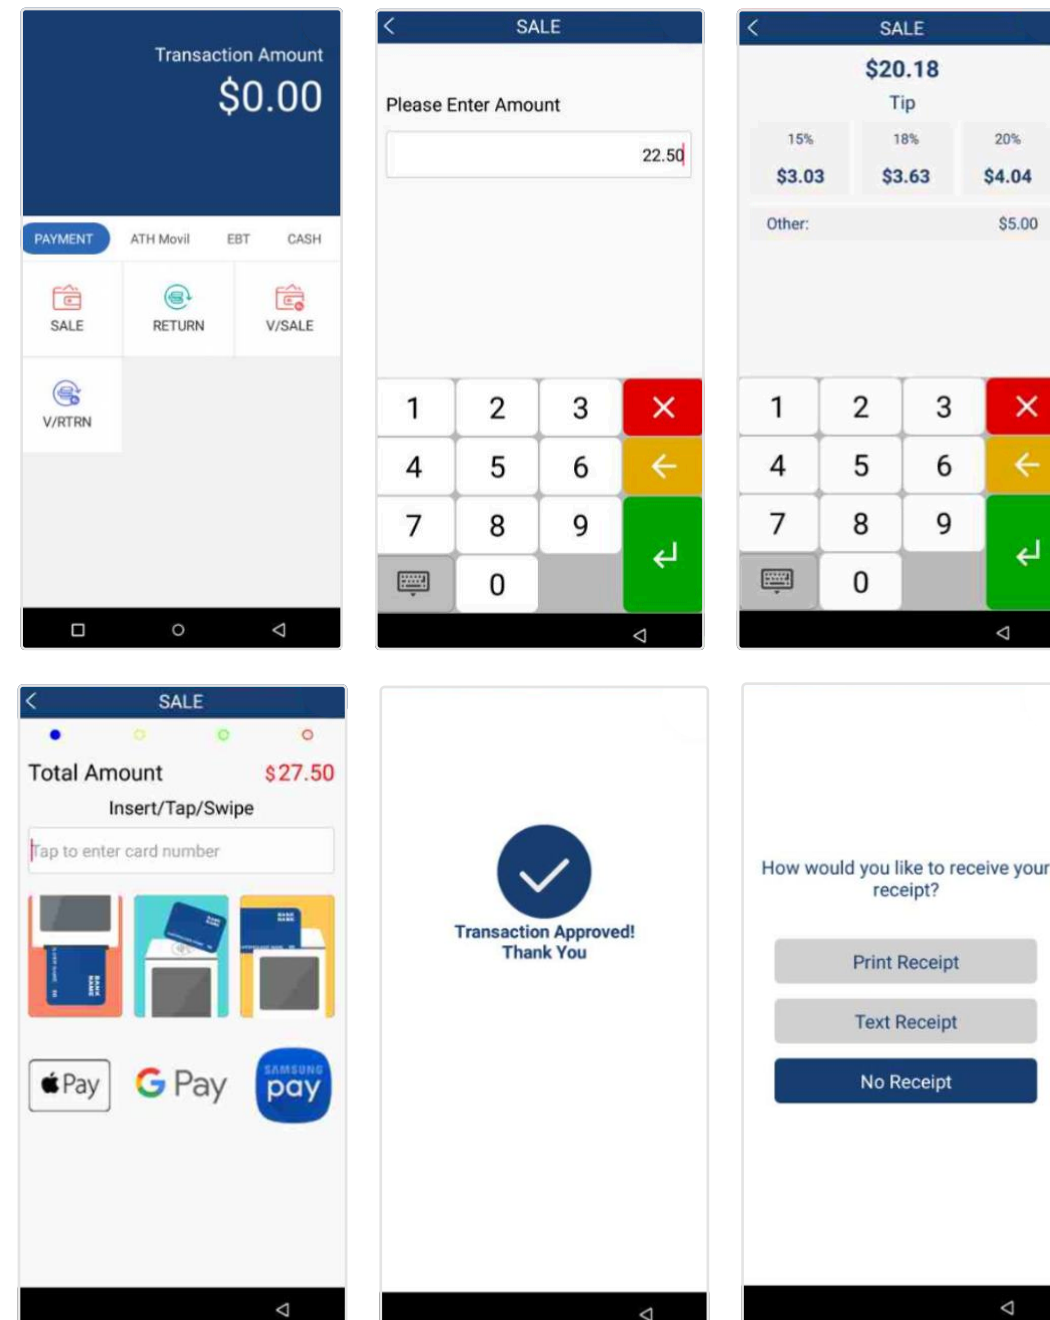 Transaction Amount
$0.00
PAYMENT ATH Movil EBT CASH
SALE RETURN V/SALE
V/RTRN
SALE
Please Enter Amount
22.50
1 2 3
4 5 6
7 8 9
0
SALE
$20.18
Tip
15% 18% 20%
$3.03 $3.63 $4.04
Other: $5.00
1 2 3
4 5 6
7 8 9
0
SALE
Total Amount $27.50
Insert/Tap/Swipe
Tap to enter card number
BANK
NAME
Pay G Pay SAMSUNG
pay
Transaction Approved!
Thank You
How would you like to receive your
receipt?
Print Receipt
Text Receipt
No Receipt